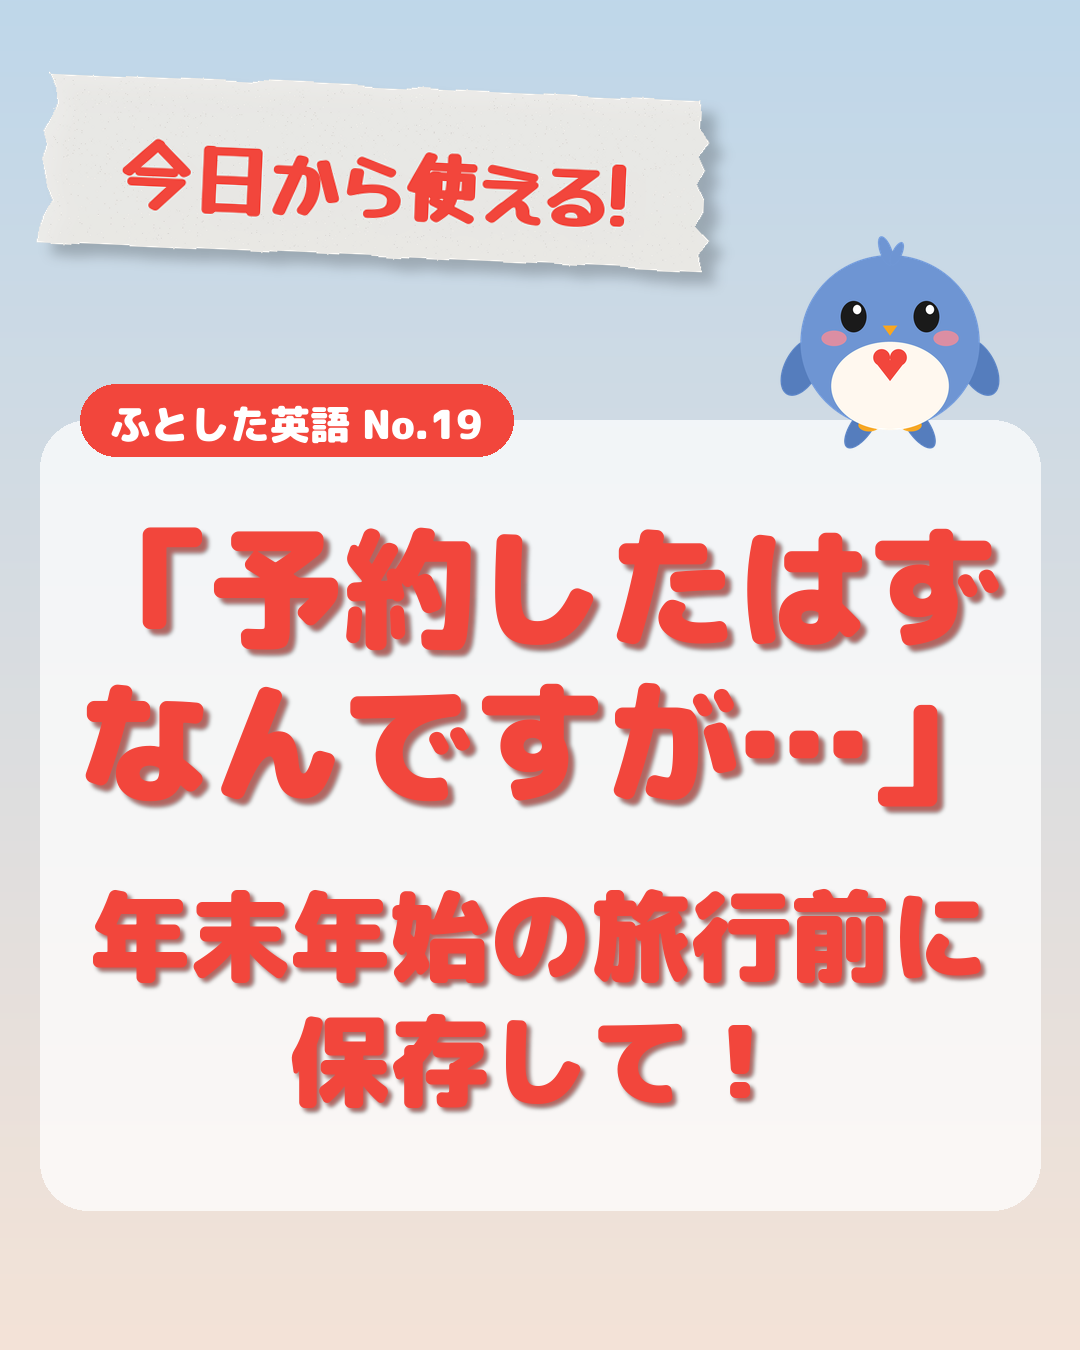 今日から使える!
ふとした英語 No.19
「予約したはず
なんですが…」
年末年始の旅行前に
保存して！